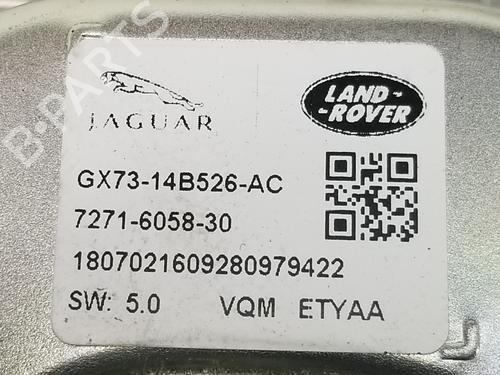 B-PARTS
JAGUAR
LAND-
-ROVER
GX73-14B526-AC
7271-6058-30
1807021609280979422
SW: 5.0 VQM ETYAA